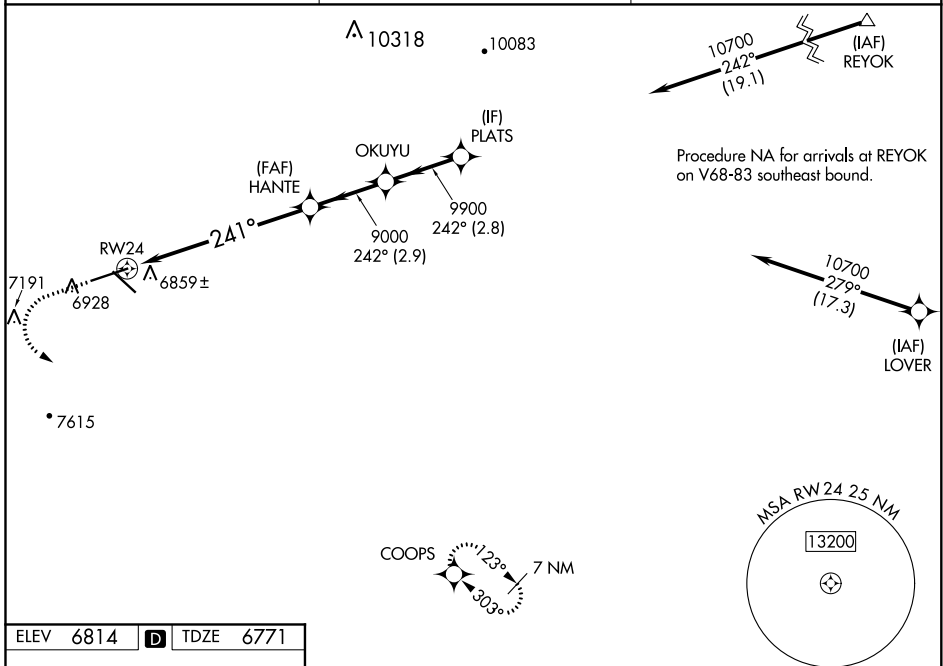 10318
10083
10700
242°
(19.1)
(IAF)
REYOK
(IF)
PLATS
OKUYU
(FAF)
HANTE
Procedure NA for arrivals at REYOK
on V68-83 southeast bound.
9900
242° (2.8)
9000
242° (2.9)
241°
RW24
6859±
7191
6928
10700
279°
(17.3)
(IAF)
LOVER
7615
MSA RW24 25 NM
13200
COOPS
123°
7 NM
303°
ELEV 6814 D TDZE 6771